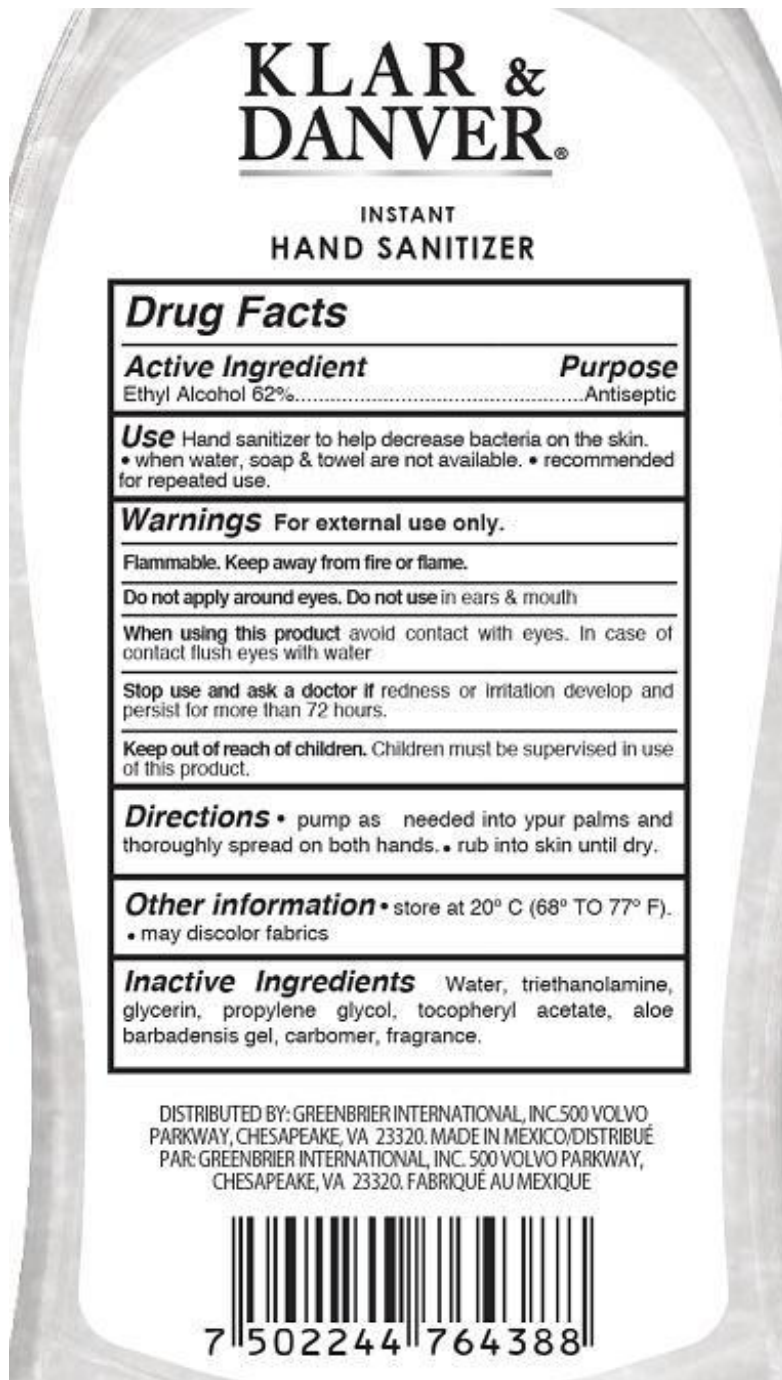 KLAR &
DANVER®
INSTANT
HAND SANITIZER
Drug Facts
Active Ingredient Purpose
Ethyl Alcohol 62%..................................................Antiseptic
Use Hand sanitizer to help decrease bacteria on the skin.
• when water, soap & towel are not available. • recommended
for repeated use.
Warnings For external use only.
Flammable. Keep away from fire or flame.
Do not apply around eyes. Do not use in ears & mouth
When using this product avoid contact with eyes. In case of
contact flush eyes with water
Stop use and ask a doctor if redness or irritation develop and
persist for more than 72 hours.
Keep out of reach of children. Children must be supervised in use
of this product.
Directions • pump as needed into ypur palms and
thoroughly spread on both hands. • rub into skin until dry.
Other information • store at 20º C (68º TO 77º F).
• may discolor fabrics
Inactive Ingredients Water, triethanolamine,
glycerin, propylene glycol, tocopheryl acetate, aloe
barbadensis gel, carbomer, fragrance.
DISTRIBUTED BY: GREENBRIER INTERNATIONAL, INC.500 VOLVO
PARKWAY, CHESAPEAKE, VA 23320. MADE IN MEXICO/DISTRIBUÉ
PAR: GREENBRIER INTERNATIONAL, INC. 500 VOLVO PARKWAY,
CHESAPEAKE, VA 23320. FABRIQUÉ AU MEXIQUE
7 502244 764388